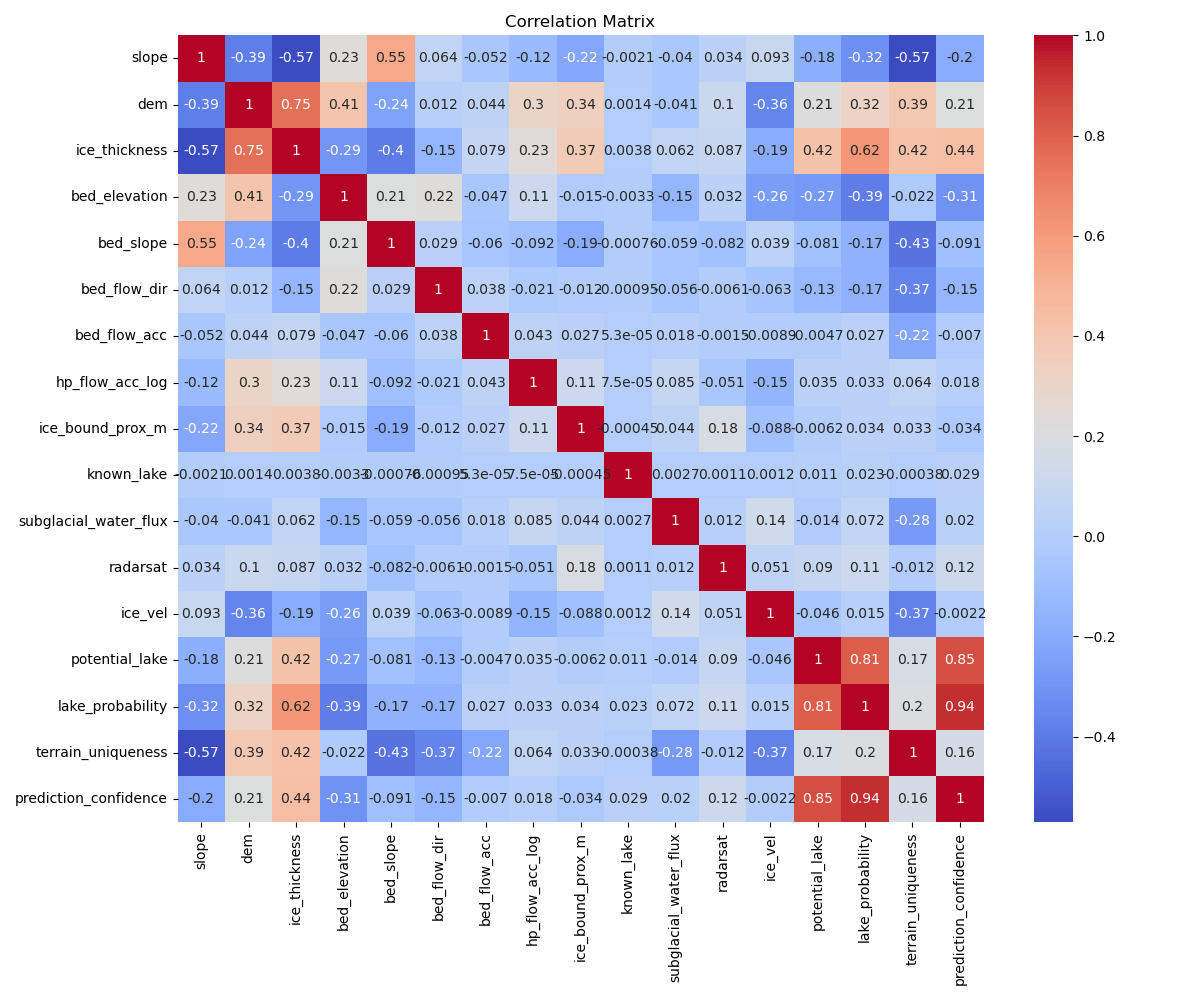 Correlation Matrix
slope 1 -0.39 -0.57 0.23 0.55 0.064 -0.052 -0.12 -0.22 -0.0021 -0.04 0.034 0.093 -0.18 -0.32 -0.57 -0.2 1.0
dem -0.39 1 0.75 0.41 -0.24 0.012 0.044 0.3 0.34 0.0014 -0.041 0.1 -0.36 0.21 0.32 0.39 0.21
0.8
ice_thickness -0.57 0.75 1 -0.29 -0.4 -0.15 0.079 0.23 0.37 0.0038 0.062 0.087 -0.19 0.42 0.62 0.42 0.44
bed_elevation 0.23 0.41 -0.29 1 0.21 0.22 -0.047 0.11 -0.015 -0.0033 -0.15 0.032 -0.26 -0.27 -0.39 -0.022 -0.31
0.6
bed_slope 0.55 -0.24 -0.4 0.21 1 0.029 -0.06 -0.092 -0.19 -0.00076 -0.059 -0.082 0.039 -0.081 -0.17 -0.43 -0.091
bed_flow_dir 0.064 0.012 -0.15 0.22 0.029 1 0.038 -0.021 -0.012 -0.00095 -0.056 -0.0061 -0.063 -0.13 -0.17 -0.37 -0.15
bed_flow_acc -0.052 0.044 0.079 -0.047 -0.06 0.038 1 0.043 0.027 5.3e-05 0.018 -0.0015 -0.0089 -0.0047 0.027 -0.22 -0.007
0.4
hp_flow_acc_log -0.12 0.3 0.23 0.11 -0.092 -0.021 0.043 1 0.11 7.5e-05 0.085 -0.051 -0.15 0.035 0.033 0.064 0.018
ice_bound_prox_m -0.22 0.34 0.37 -0.015 -0.19 -0.012 0.027 0.11 1 -0.00045 0.044 0.18 -0.088 -0.0062 0.034 0.033 -0.034
0.2
known_lake -0.0021 0.0014 0.0038 -0.0033 -0.00076 -0.00095 5.3e-05 7.5e-05 -0.00045 1 0.0027 0.0011 0.0012 0.011 0.023 -0.00038 0.029
subglacial_water_flux -0.04 -0.041 0.062 -0.15 -0.059 -0.056 0.018 0.085 0.044 0.0027 1 0.012 0.14 -0.014 0.072 -0.28 0.02
0.0
radarsat 0.034 0.1 0.087 0.032 -0.082 -0.0061 -0.0015 -0.051 0.18 0.0011 0.012 1 0.051 0.09 0.11 -0.012 0.12
ice_vel 0.093 -0.36 -0.19 -0.26 0.039 -0.063 -0.0089 -0.15 -0.088 0.0012 0.14 0.051 1 -0.046 0.015 -0.37 -0.0022
−0.2
potential_lake -0.18 0.21 0.42 -0.27 -0.081 -0.13 -0.0047 0.035 -0.0062 0.011 -0.014 0.09 -0.046 1 0.81 0.17 0.85
lake_probability -0.32 0.32 0.62 -0.39 -0.17 -0.17 0.027 0.033 0.034 0.023 0.072 0.11 0.015 0.81 1 0.2 0.94
−0.4
terrain_uniqueness -0.57 0.39 0.42 -0.022 -0.43 -0.37 -0.22 0.064 0.033 -0.00038 -0.28 -0.012 -0.37 0.17 0.2 1 0.16
prediction_confidence -0.2 0.21 0.44 -0.31 -0.091 -0.15 -0.007 0.018 -0.034 0.029 0.02 0.12 -0.0022 0.85 0.94 0.16 1
slope
dem
ice_thickness
bed_elevation
bed_slope
bed_flow_dir
bed_flow_acc
hp_flow_acc_log
ice_bound_prox_m
known_lake
subglacial_water_flux
radarsat
ice_vel
potential_lake
lake_probability
terrain_uniqueness
prediction_confidence